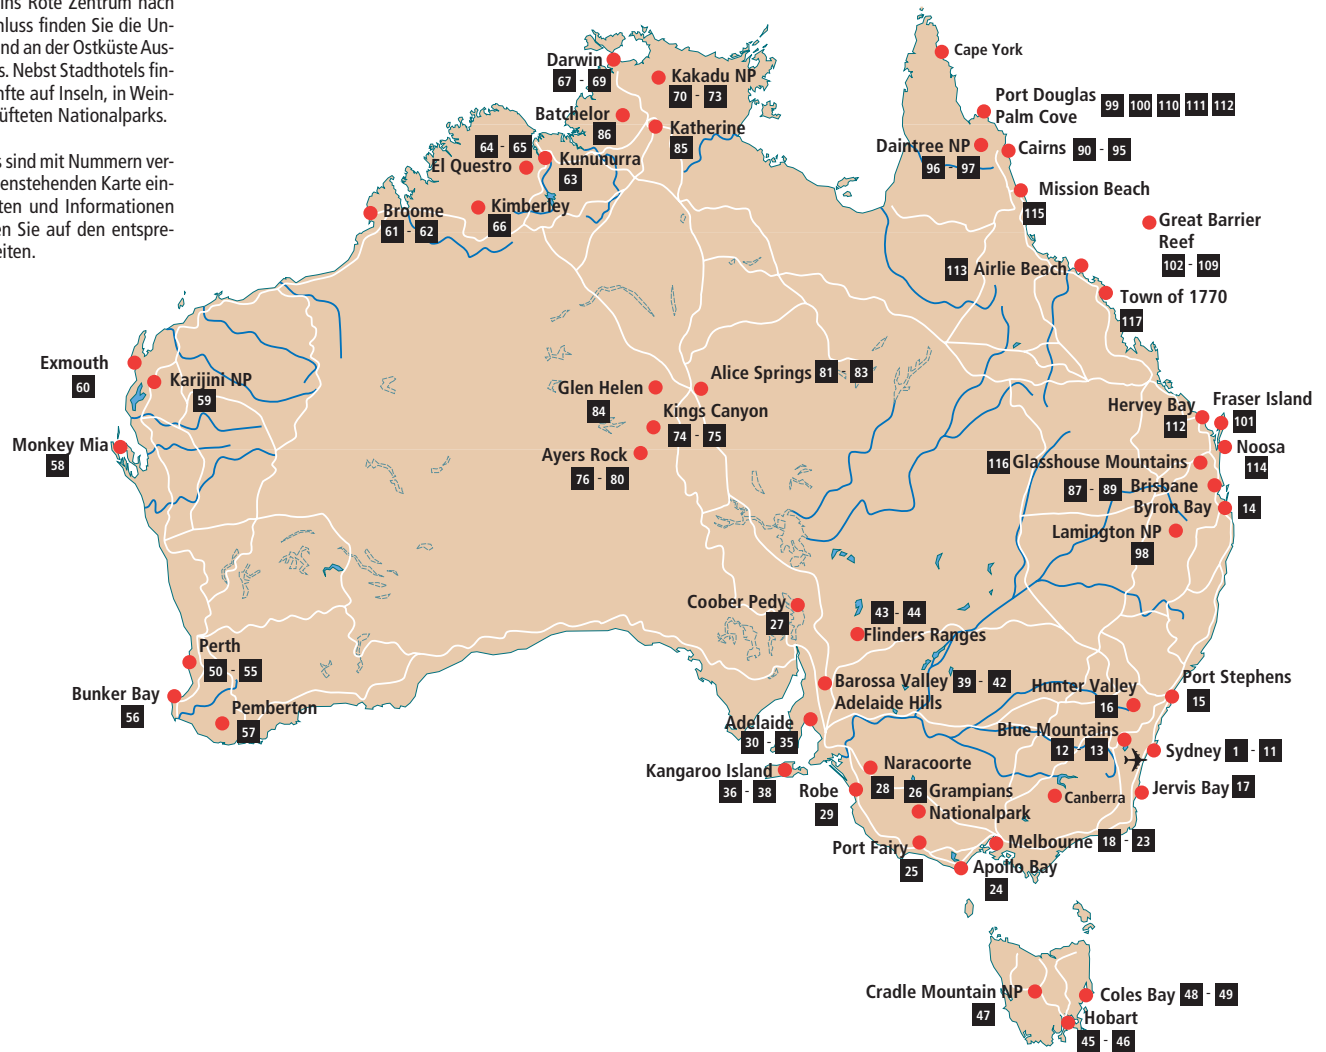 ins Rote Zentrum nach
hluss finden Sie die Un-
nd an der Ostküste Aus-
s. Nebst Stadthotels fin-
nfte auf Inseln, in Wein-
üfteten Nationalparks.
s sind mit Nummern ver-
enstehenden Karte ein-
ten und Informationen
en Sie auf den entspre-
eiten.
Cape York
Darwin
67 - 69
Kakadu NP
70 - 73
Port Douglas
Palm Cove
99 100 110 111 112
Batchelor
86
Katherine
85
Daintree NP
96 - 97
Cairns 90 - 95
64 - 65
El Questro
Kununurra
63
Mission Beach
115
Broome
61 - 62
Kimberley
66
Great Barrier
Reef
102 - 109
113 Airlie Beach
Town of 1770
117
Exmouth
60
Karijini NP
59
Glen Helen
84
Alice Springs 81 - 83
Kings Canyon
74 - 75
Hervey Bay
112
Fraser Island
101
Monkey Mia
58
Ayers Rock
76 - 80
Noosa
114
116 Glasshouse Mountains
87 - 89 Brisbane
Byron Bay 14
Lamington NP
98
Coober Pedy
27
43 - 44
Flinders Ranges
Perth
50 - 55
Bunker Bay
56
Pemberton
57
Barossa Valley 39 - 42
Adelaide Hills
Hunter Valley
16
Port Stephens
15
Adelaide
30 - 35
Blue Mountains
12 - 13
Sydney 1 - 11
Kangaroo Island
36 - 38
Naracoorte
28
Robe
29
26 Grampians
Nationalpark
Canberra
Jervis Bay 17
Port Fairy
25
Melbourne 18 - 23
Apollo Bay
24
Cradle Mountain NP
47
Coles Bay 48 - 49
Hobart
45 - 46